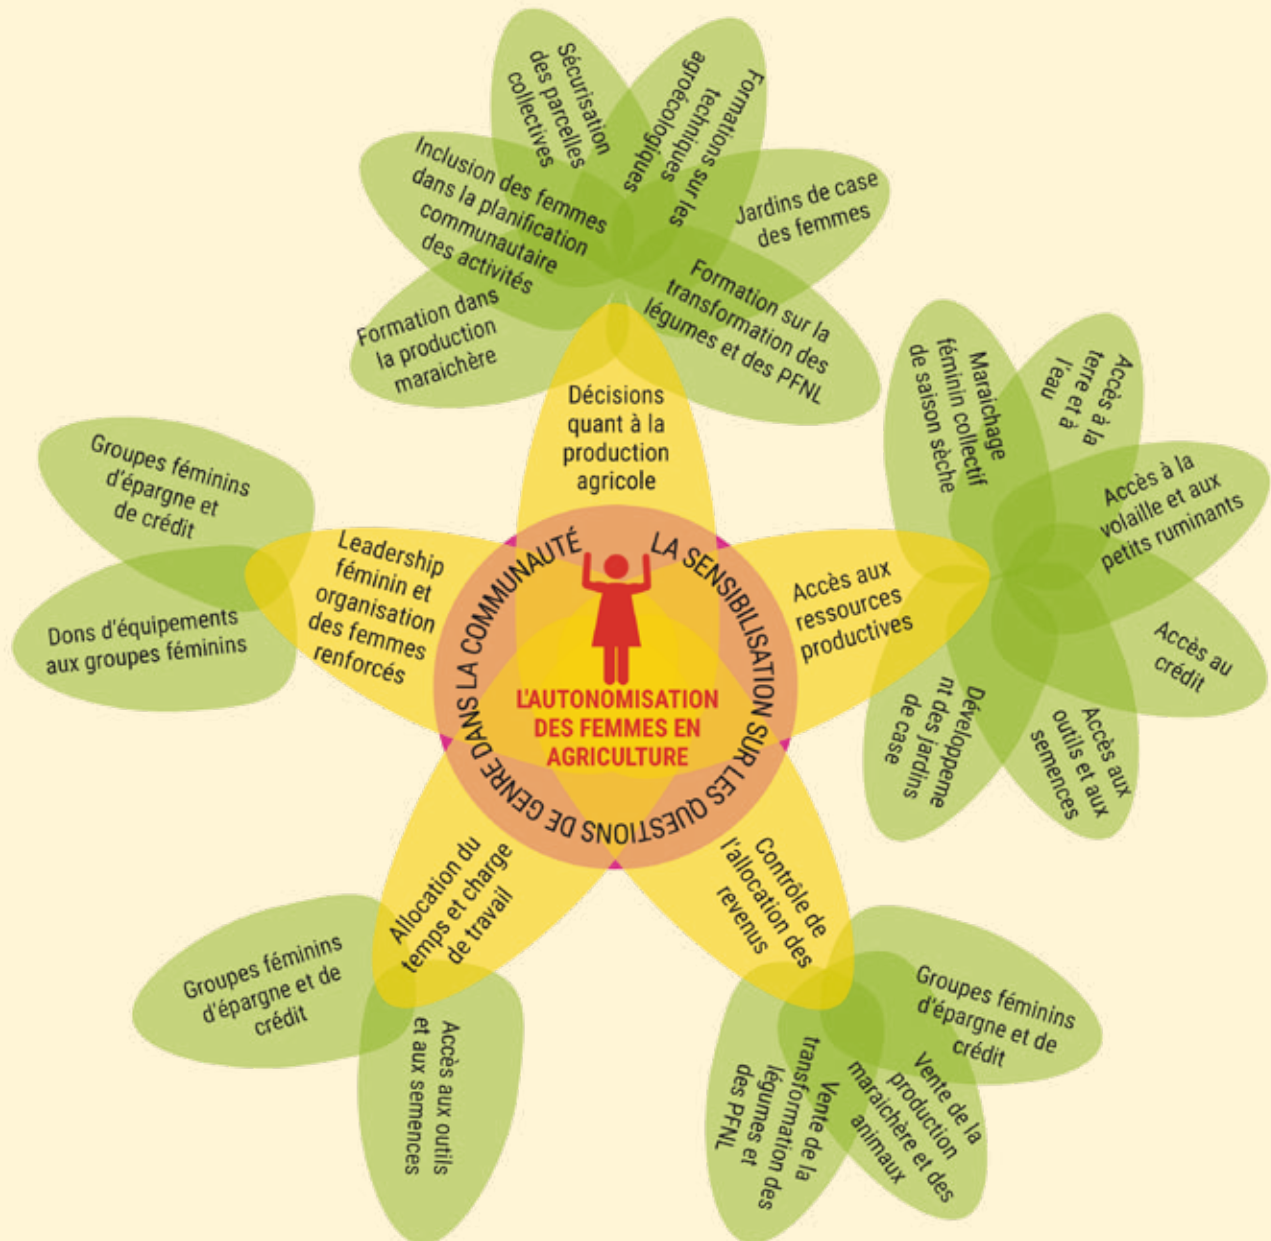 Sécurisation
des parcelles
collectives
Formations sur les
techniques
agroécologiques
Inclusion des femmes
dans la planification
communautaire
des activités
Jardins de case
des femmes
Formation dans
la production
maraichère
Formation sur la
transformation des
légumes et des PFNL
Décisions
quant à la
production
agricole
Maraichage
féminin collectif
de saison sèche
Accès à la
terre et à
l'eau
Accès à la
volaille et aux
petits ruminants
Accès au
crédit
Accès aux
outils et aux
semences
Développeme
nt des jardins
de case
Accès aux
ressources
productives
Groupes féminins
d'épargne et
de crédit
Dons d'équipements
aux groupes féminins
Leadership
féminin et
organisation
des femmes
renforcés
LA SENSIBILISATION SUR LES QUESTIONS DE GENRE DANS LA COMMUNAUTÉ
L'AUTONOMISATION
DES FEMMES EN
AGRICULTURE
Allocation du
temps et charge
de travail
Groupes féminins
d'épargne et de
crédit
Accès aux outils
et aux semences
Contrôle de
l'allocation des
revenus
Groupes féminins
d'épargne et de
crédit
Vente de la
production
maraichère et des
animaux
Vente de la
transformation des
légumes et
des PFNL